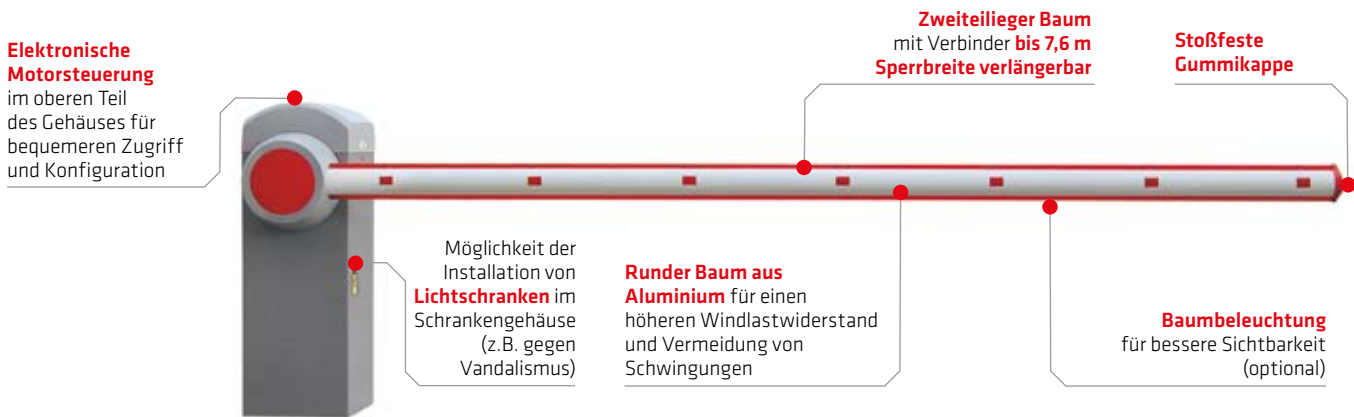 Elektronische
Motorsteuerung
im oberen Teil
des Gehäuses für
bequemeren Zugriff
und Konfiguration
Zweiteilieger Baum
mit Verbinder bis 7,6 m
Sperrbreite verlängerbar
Stoßfeste
Gummikappe
Möglichkeit der
Installation von
Lichtschranken im
Schrankengehäuse
(z.B. gegen
Vandalismus)
Runder Baum aus
Aluminium für einen
höheren Windlastwiderstand
und Vermeidung von
Schwingungen
Baumbeleuchtung
für bessere Sichtbarkeit
(optional)